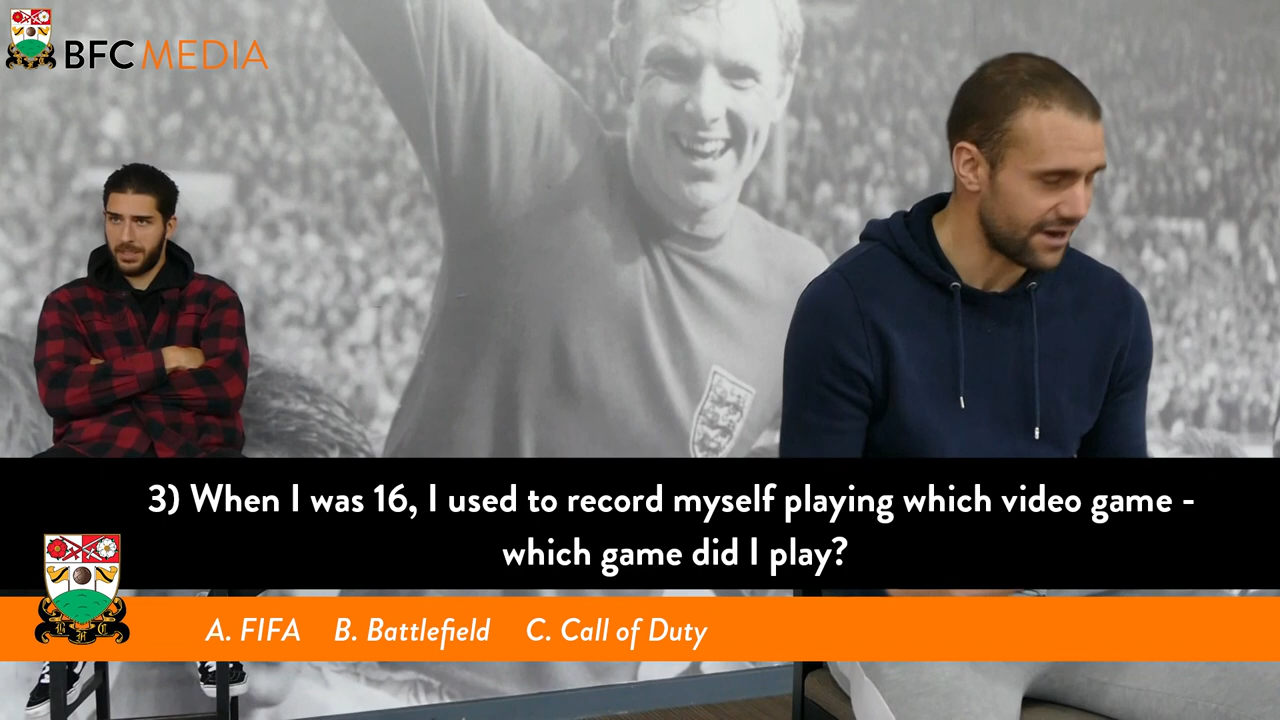 BFC MEDIA
3) When I was 16, I used to record myself playing which video game -
which game did I play?
B F C
A. FIFA B. Battlefield C. Call of Duty